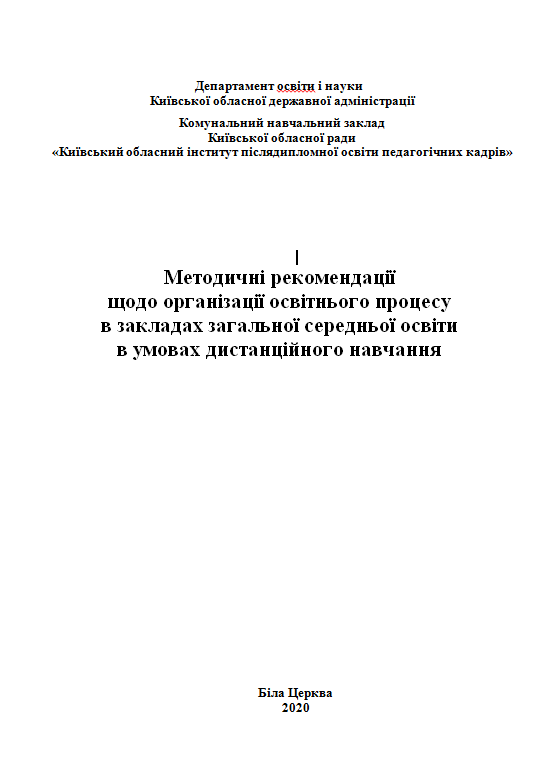 Департамент освіти і науки
Київської обласної державної адміністрації
Комунальний навчальний заклад
Київської обласної ради
«Київський обласний інститут післядипломної освіти педагогічних кадрів»
Методичні рекомендації
щодо організації освітнього процесу
в закладах загальної середньої освіти
в умовах дистанційного навчання
Біла Церква
2020